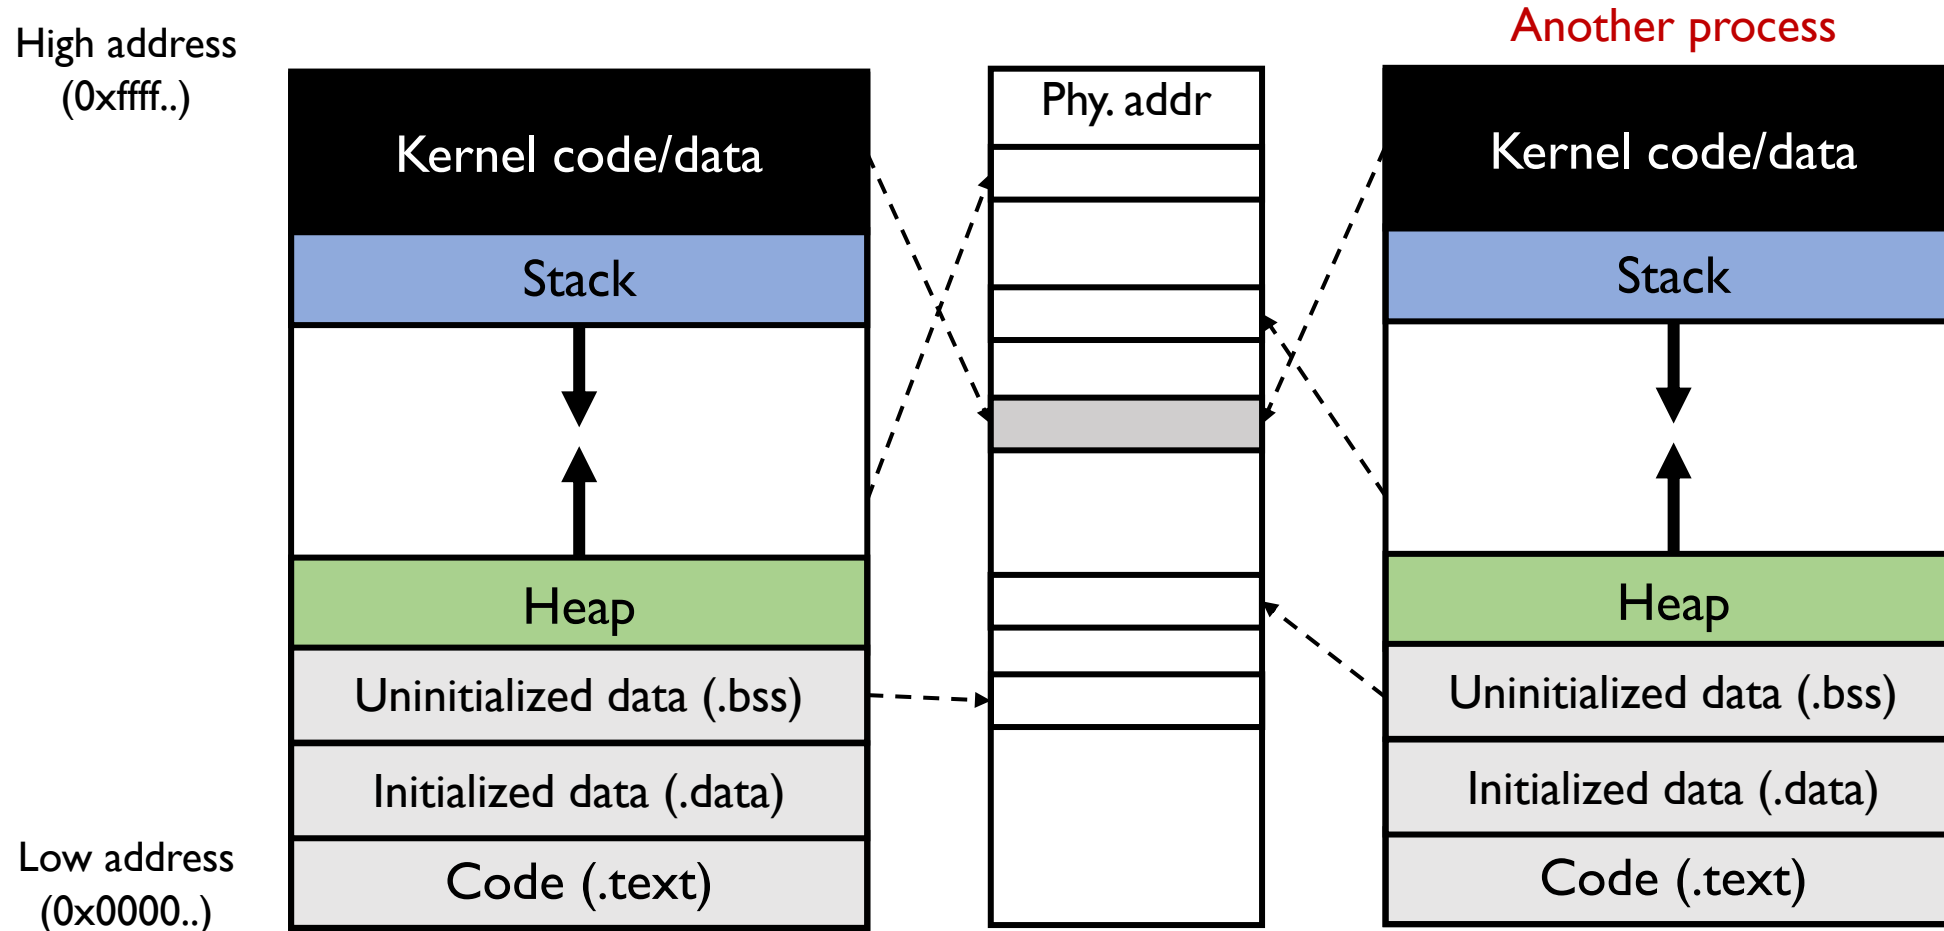 High address
(0xffff..)
Kernel code/data
Stack
Heap
Uninitialized data (.bss)
Initialized data (.data)
Code (.text)
Low address
(0x0000..)
Phy. addr
Another process
Kernel code/data
Stack
Heap
Uninitialized data (.bss)
Initialized data (.data)
Code (.text)